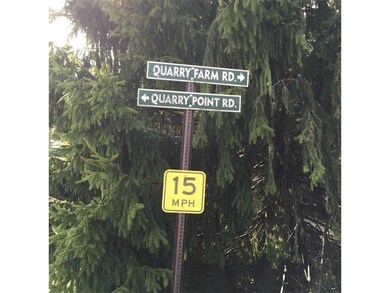 QUARRY FARM RD. →
← QUARRY POINT RD.
15
MPH